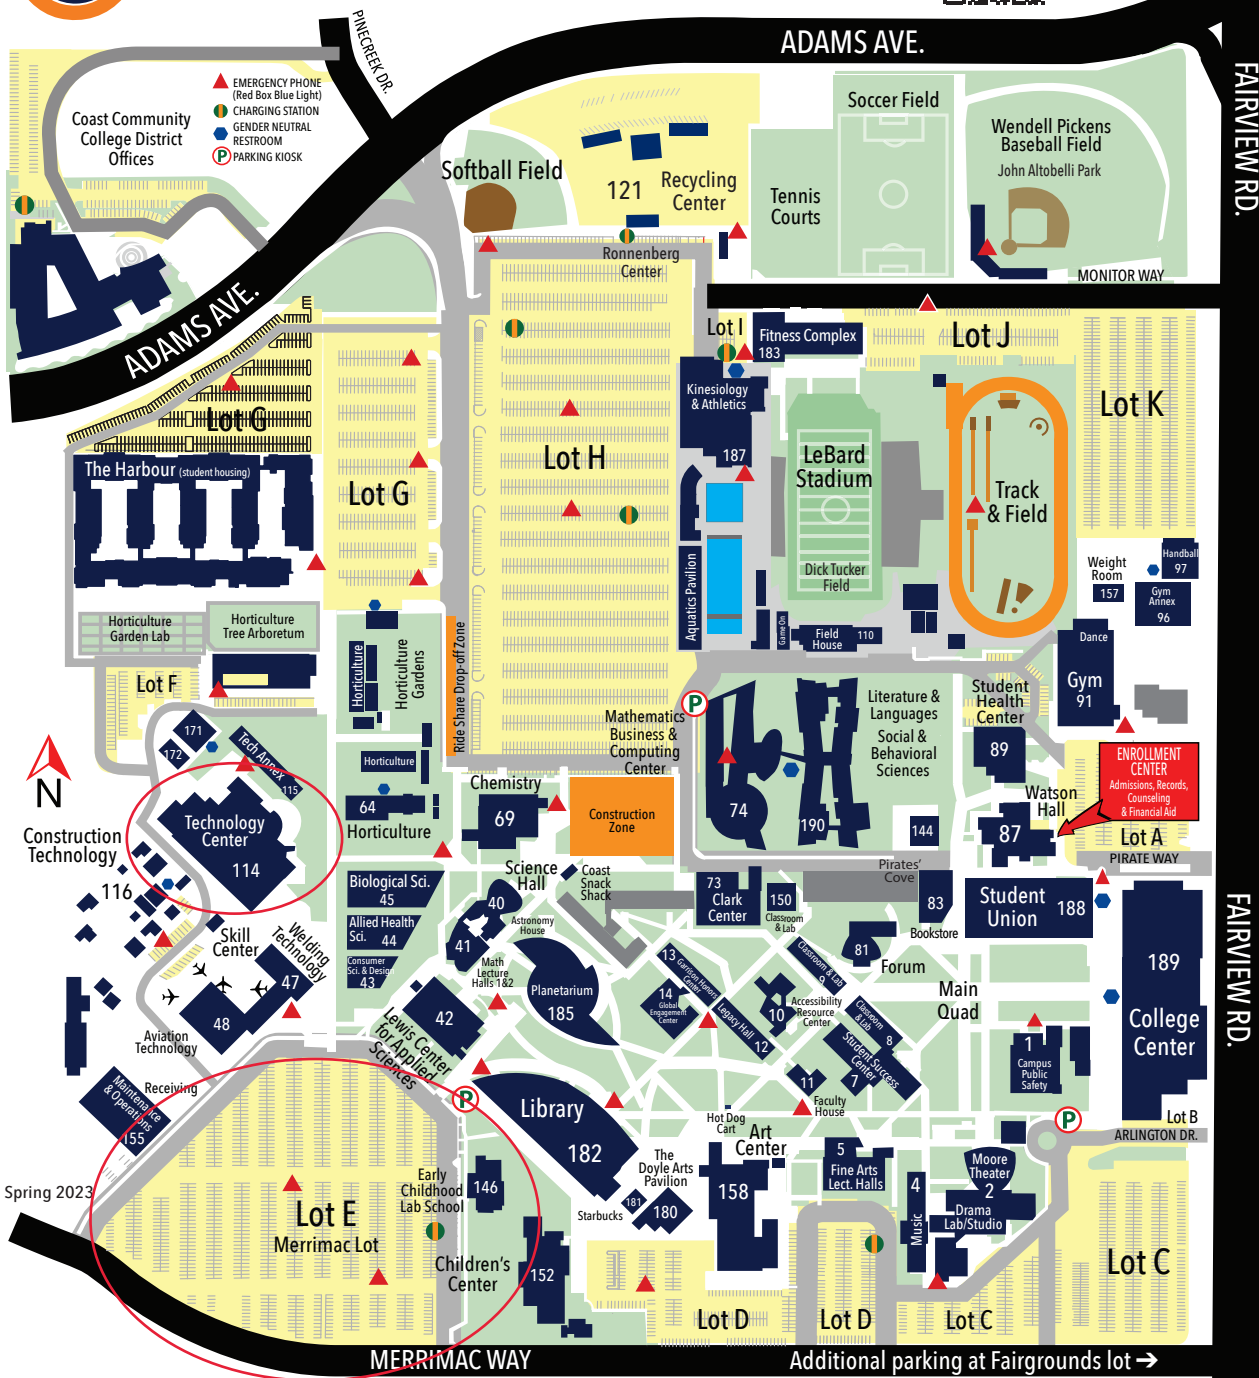 ADAMS AVE.
PINECREEK DR.
FAIRVIEW RD.
EMERGENCY PHONE
(Red Box Blue Light)
CHARGING STATION
GENDER NEUTRAL
RESTROOM
P PARKING KIOSK
Coast Community
College District
Offices
Softball Field
121
Recycling
Center
Ronnenberg
Center
Tennis
Courts
Soccer Field
Wendell Pickens
Baseball Field
John Altobelli Park
MONITOR WAY
ADAMS AVE.
Lot G
The Harbour (student housing)
Lot G
Lot H
Lot I
Fitness Complex
183
Kinesiology
& Athletics
187
LeBard
Stadium
Dick Tucker
Field
Lot J
Lot K
Track
& Field
Aquatics Pavilion
Game On
Field
House
110
Weight
Room
157
Handball
97
Gym
Annex
96
Dance
Gym
91
Horticulture
Garden Lab
Horticulture
Tree Arboretum
Lot F
Horticulture
Horticulture
Gardens
Ride Share Drop-off Zone
Horticulture
64
Horticulture
171
172
Tech Annex
115
N
Technology
Center
114
Construction
Technology
116
Mathematics
Business &
Computing
Center
P
74
190
Literature &
Languages
Social &
Behavioral
Sciences
144
Student
Health
Center
89
Watson
Hall
87
ENROLLMENT
CENTER
Admissions, Records,
Counseling
& Financial Aid
Lot A
PIRATE WAY
Chemistry
69
Construction
Zone
Science
Hall
40
Coast
Snack
Shack
Astronomy
House
41
Math
Lecture
Halls 1&2
Planetarium
185
Biological Sci.
45
Allied Health
Sci.
44
Consumer
Sci. & Design
43
Skill
Center
Welding
Technology
47
48
Aviation
Technology
42
Lewis Center
for Applied
Sciences
Pirates'
Cove
73
Clark
Center
150
Classroom
& Lab
83
Bookstore
Student
Union
188
81
Forum
13
Garrison Honors
Center
14
Global
Engagement
Center
Legacy Hall
12
10
Accessibility
Resource
Center
Classroom & Lab
9
Classroom
& Lab
8
Student Success
Center
7
11
Faculty
House
Main
Quad
1
Campus
Public
Safety
189
College
Center
FAIRVIEW RD.
Receiving
Maintenance
& Operations
155
Spring 2023
Lot E
Merrimac Lot
P
Library
182
Early
Childhood
Lab School
146
Children's
Center
152
The
Doyle Arts
Pavilion
181
180
Starbucks
Hot Dog
Cart
Art
Center
158
5
Fine Arts
Lect. Halls
4
Music
Moore
Theater
2
Drama
Lab/Studio
P
Lot B
ARLINGTON DR.
Lot C
Lot D
Lot D
Lot C
MERRIMAC WAY
Additional parking at Fairgrounds lot →